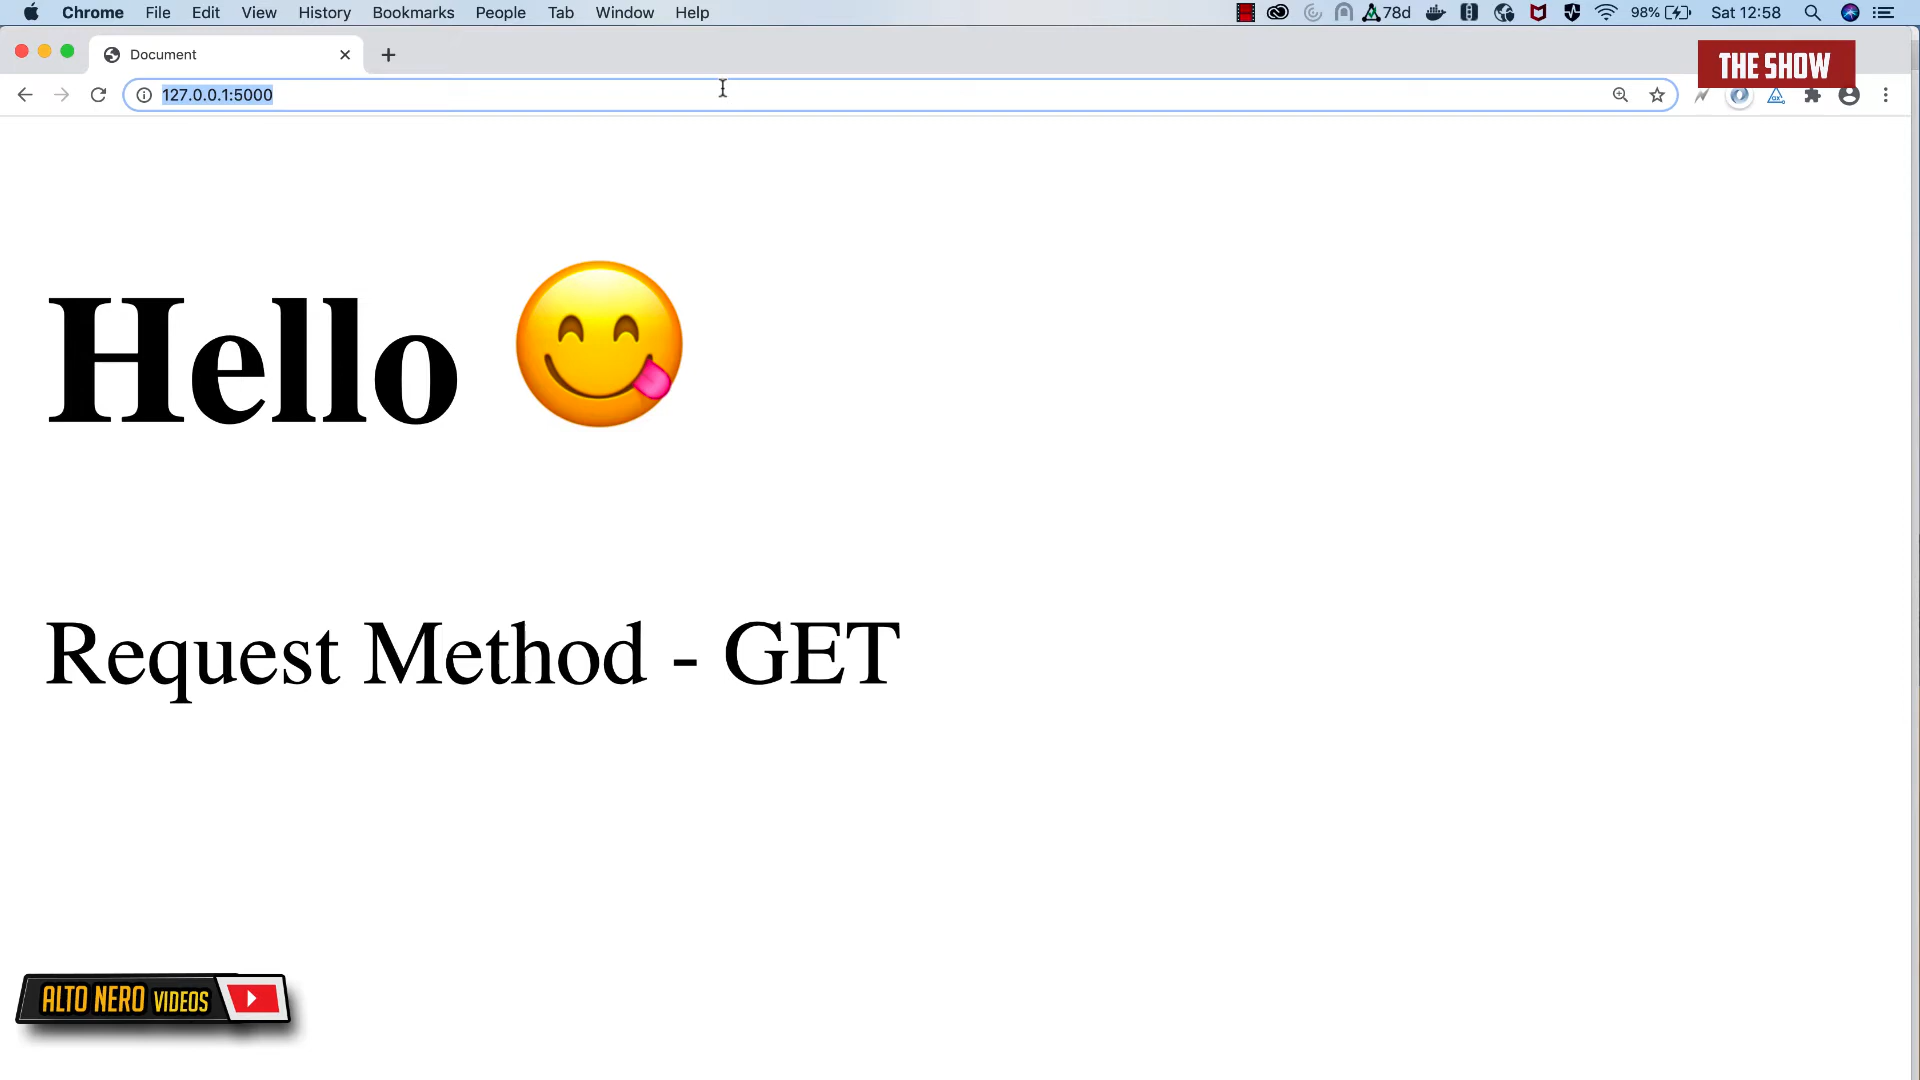 Chrome File Edit View History Bookmarks People Tab Window Help 78d 98% Sat 12:58
Document
THE SHOW
127.0.0.1:5000
Hello 😋
Request Method - GET
ALTO NERO VIDEOS